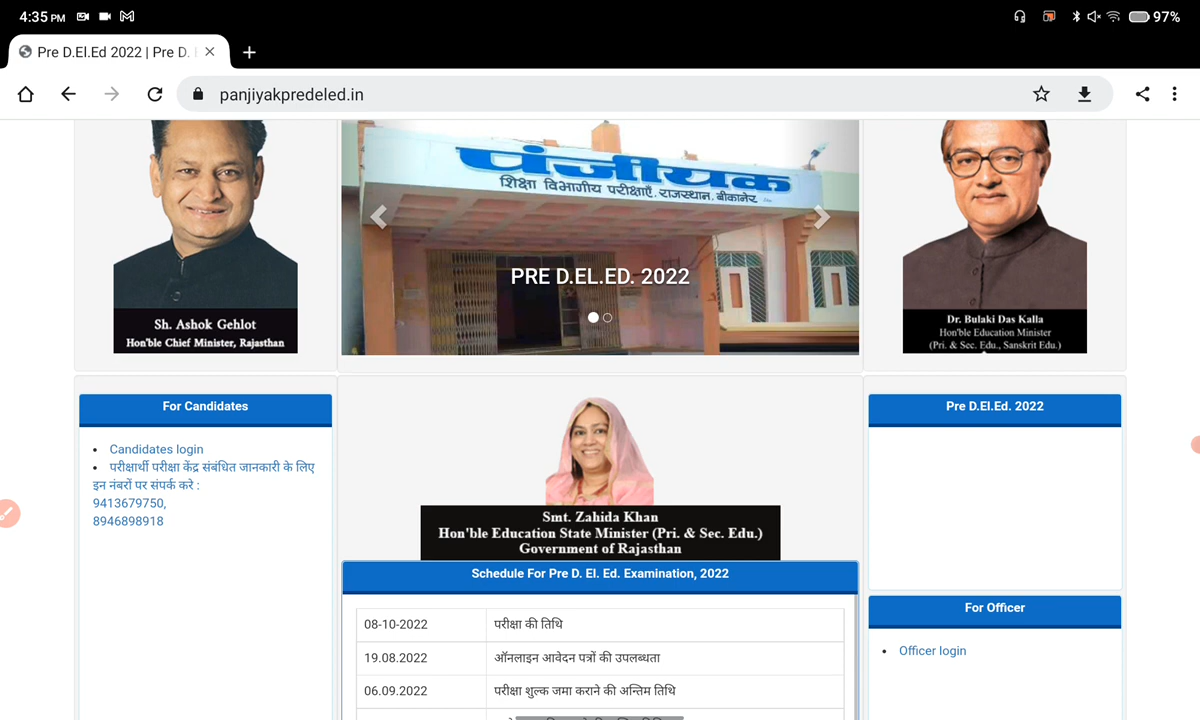 4:35 PM
97%
Pre D.El.Ed 2022 | Pre D.
panjiyakpredeled.in
पंजीयक
शिक्षा विभागीय परीक्षाएँ, राजस्थान, बीकानेर
PRE D.EL.ED. 2022
Sh. Ashok Gehlot
Hon'ble Chief Minister, Rajasthan
Dr. Bulaki Das Kalla
Hon'ble Education Minister
(Pri. & Sec. Edu., Sanskrit Edu.)
For Candidates
Candidates login
परीक्षार्थी परीक्षा केंद्र संबंधित जानकारी के लिए
इन नंबरों पर संपर्क करे :
9413679750,
8946898918
Smt. Zahida Khan
Hon'ble Education State Minister (Pri. & Sec. Edu.)
Government of Rajasthan
Schedule For Pre D. El. Ed. Examination, 2022
08-10-2022 परीक्षा की तिथि
19.08.2022 ऑनलाइन आवेदन पत्रों की उपलब्धता
06.09.2022 परीक्षा शुल्क जमा कराने की अन्तिम तिथि
Pre D.El.Ed. 2022
For Officer
Officer login